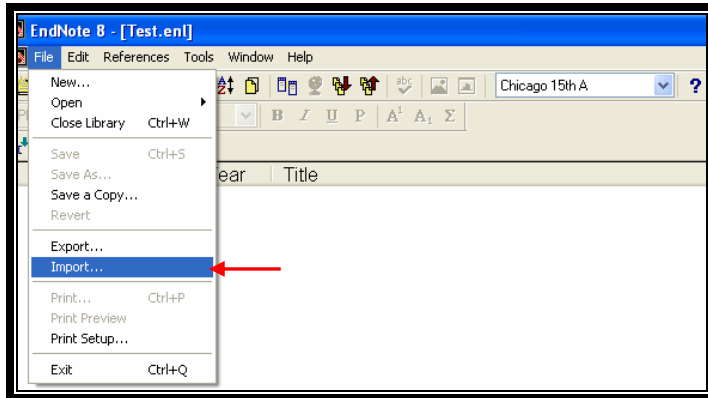 EndNote 8 - [Test.enl]
File Edit References Tools Window Help
Chicago 15th A ?
B I U P A¹ A₁ Σ
ear Title
New...
Open
Close Library Ctrl+W
Save Ctrl+S
Save As...
Save a Copy...
Revert
Export...
Import...
Print... Ctrl+P
Print Preview
Print Setup...
Exit Ctrl+Q